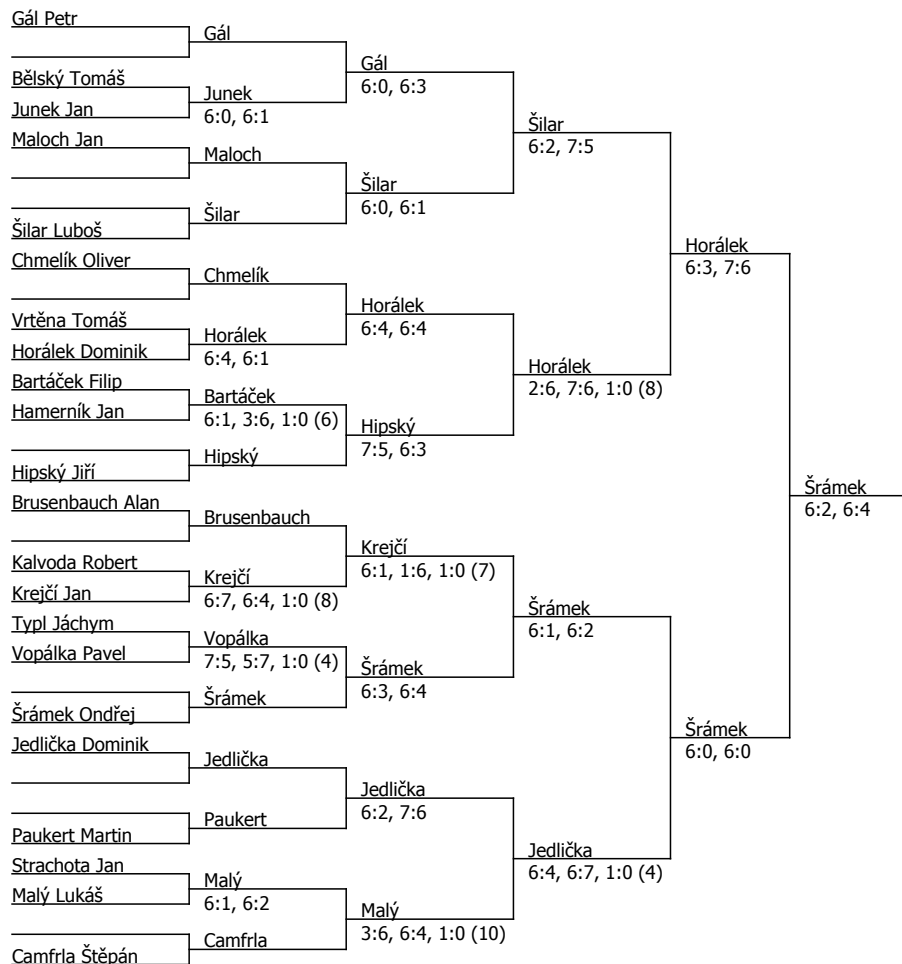 Gál Petr
Bělský Tomáš
Junek Jan
Maloch Jan
Šilar Luboš
Chmelík Oliver
Vrtěna Tomáš
Horálek Dominik
Bartáček Filip
Hamerník Jan
Hipský Jiří
Brusenbauch Alan
Kalvoda Robert
Krejčí Jan
Typl Jáchym
Vopálka Pavel
Šrámek Ondřej
Jedlička Dominik
Paukert Martin
Strachota Jan
Malý Lukáš
Camfrla Štěpán
Gál
Junek
6:0, 6:1
Maloch
Šilar
Chmelík
Horálek
6:4, 6:1
Bartáček
6:1, 3:6, 1:0 (6)
Hipský
Brusenbauch
Krejčí
6:7, 6:4, 1:0 (8)
Vopálka
7:5, 5:7, 1:0 (4)
Šrámek
Jedlička
Paukert
Malý
6:1, 6:2
Camfrla
Gál
6:0, 6:3
Šilar
6:0, 6:1
Horálek
6:4, 6:4
Hipský
7:5, 6:3
Krejčí
6:1, 1:6, 1:0 (7)
Šrámek
6:3, 6:4
Jedlička
6:2, 7:6
Malý
3:6, 6:4, 1:0 (10)
Šilar
6:2, 7:5
Horálek
2:6, 7:6, 1:0 (8)
Šrámek
6:1, 6:2
Jedlička
6:4, 6:7, 1:0 (4)
Horálek
6:3, 7:6
Šrámek
6:0, 6:0
Šrámek
6:2, 6:4